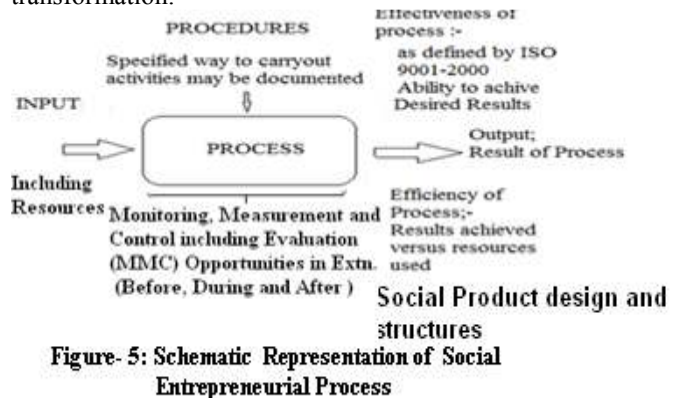 transformation.
PROCEDURES
Specified way to carryout
activities may be documented
Effectiveness of
process :-
as defined by ISO
9001-2000
Ability to achive
Desired Results
INPUT
PROCESS
Output;
Result of Process
Including
Resources
Monitoring, Measurement and
Control including Evaluation
(MMC) Opportunities in Extn.
(Before, During and After )
Efficiency of
Process;-
Results achieved
versus resources
used
Social Product design and
structures
Figure- 5: Schematic Representation of Social
Entrepreneurial Process